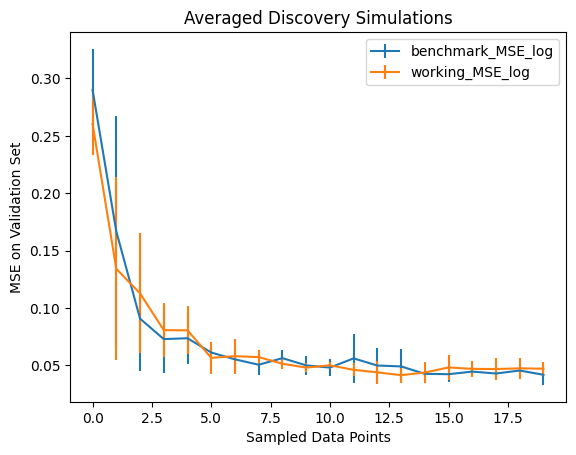 Averaged Discovery Simulations
benchmark_MSE_log
working_MSE_log
MSE on Validation Set
0.30
0.25
0.20
0.15
0.10
0.05
0.0 2.5 5.0 7.5 10.0 12.5 15.0 17.5
Sampled Data Points